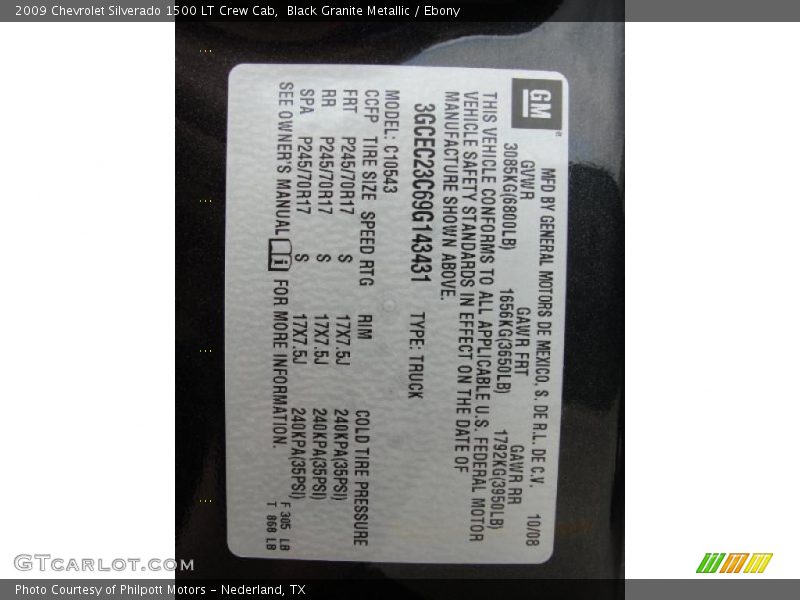 2009 Chevrolet Silverado 1500 LT Crew Cab,  Black Granite Metallic / Ebony
GM
MFD BY GENERAL MOTORS DE MEXICO, S. DE R.L. DE C.V. 10/08
GVWR GAWR FRT GAWR RR
3085KG(6800LB) 1656KG(3650LB) 1792KG(3950LB)
THIS VEHICLE CONFORMS TO ALL APPLICABLE U.S. FEDERAL MOTOR
VEHICLE SAFETY STANDARDS IN EFFECT ON THE DATE OF
MANUFACTURE SHOWN ABOVE.
3GCEC23C69G143431 TYPE: TRUCK
MODEL: C10543
CCFP TIRE SIZE SPEED RTG RIM COLD TIRE PRESSURE
FRT P245/70R17 S 17X7.5J 240KPA(35PSI)
RR P245/70R17 S 17X7.5J 240KPA(35PSI)
SPA P245/70R17 S 17X7.5J 240KPA(35PSI)
SEE OWNER'S MANUAL FOR MORE INFORMATION.
F 305 LB
T 868 LB
GTCarLot.com
Photo Courtesy of Philpott Motors - Nederland, TX